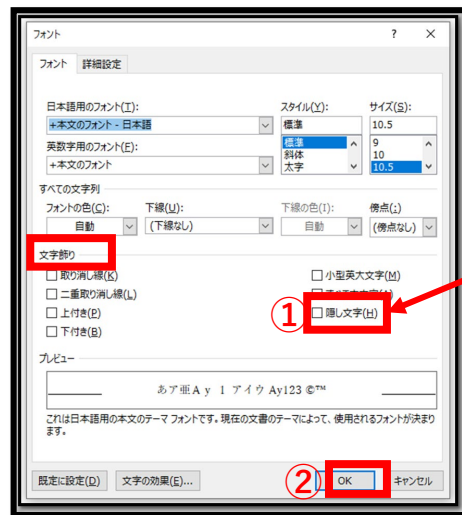 フォント ? ×
フォント 詳細設定
日本語用のフォント(T): スタイル(Y): サイズ(S):
+本文のフォント - 日本語 標準 10.5
英数字用のフォント(F): 標準 9
+本文のフォント 斜体 10
太字 10.5
すべての文字列
フォントの色(C): 下線(U): 下線の色(I): 傍点(;)
自動 (下線なし) 自動 (傍点なし)
文字飾り
取り消し線(K) 小型英大文字(M)
二重取り消し線(L)
上付き(P) ① 隠し文字(H)
下付き(B)
プレビュー
あア亜Ay 1 アイウ Ay123 ©™
これは日本語用の本文のテーマ フォントです。現在の文書のテーマによって、使用されるフォントが決まり
ます。
既定に設定(D) 文字の効果(E)... ② OK キャンセル